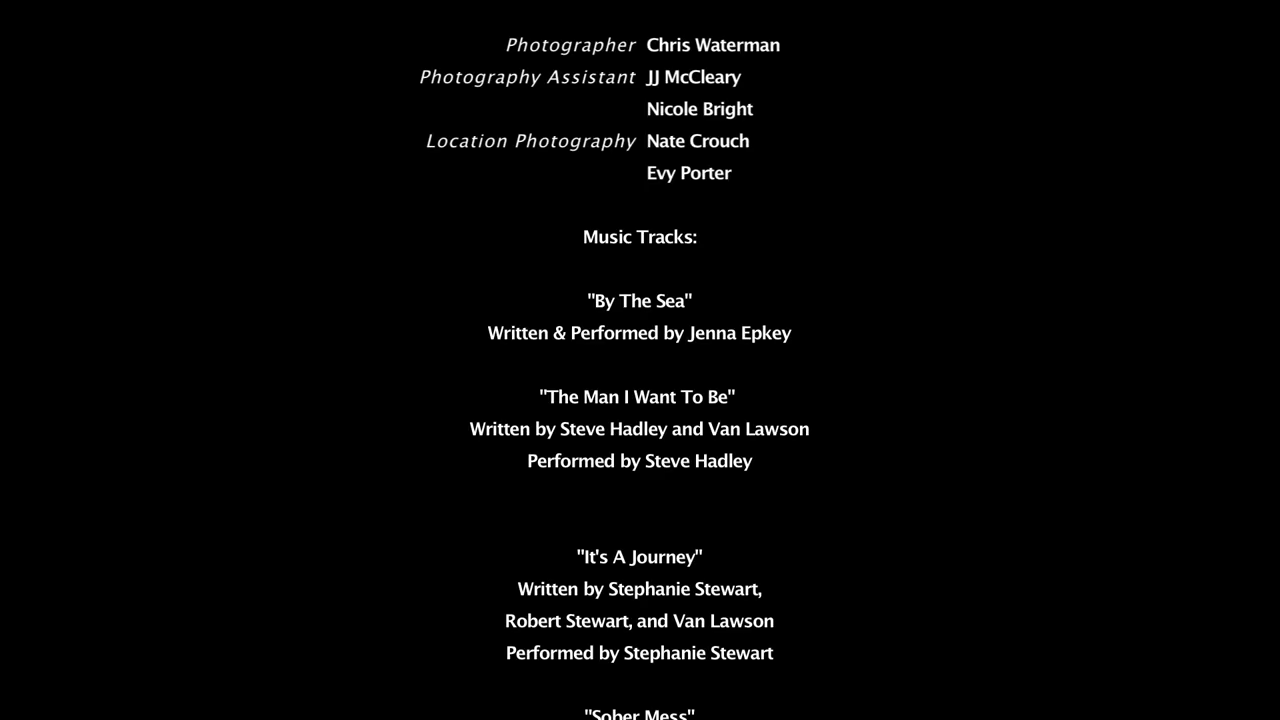 Photographer Chris Waterman
Photography Assistant JJ McCleary
Nicole Bright
Location Photography Nate Crouch
Evy Porter
Music Tracks:
"By The Sea"
Written & Performed by Jenna Epkey
"The Man I Want To Be"
Written by Steve Hadley and Van Lawson
Performed by Steve Hadley
"It's A Journey"
Written by Stephanie Stewart,
Robert Stewart, and Van Lawson
Performed by Stephanie Stewart
"Sober Mess"